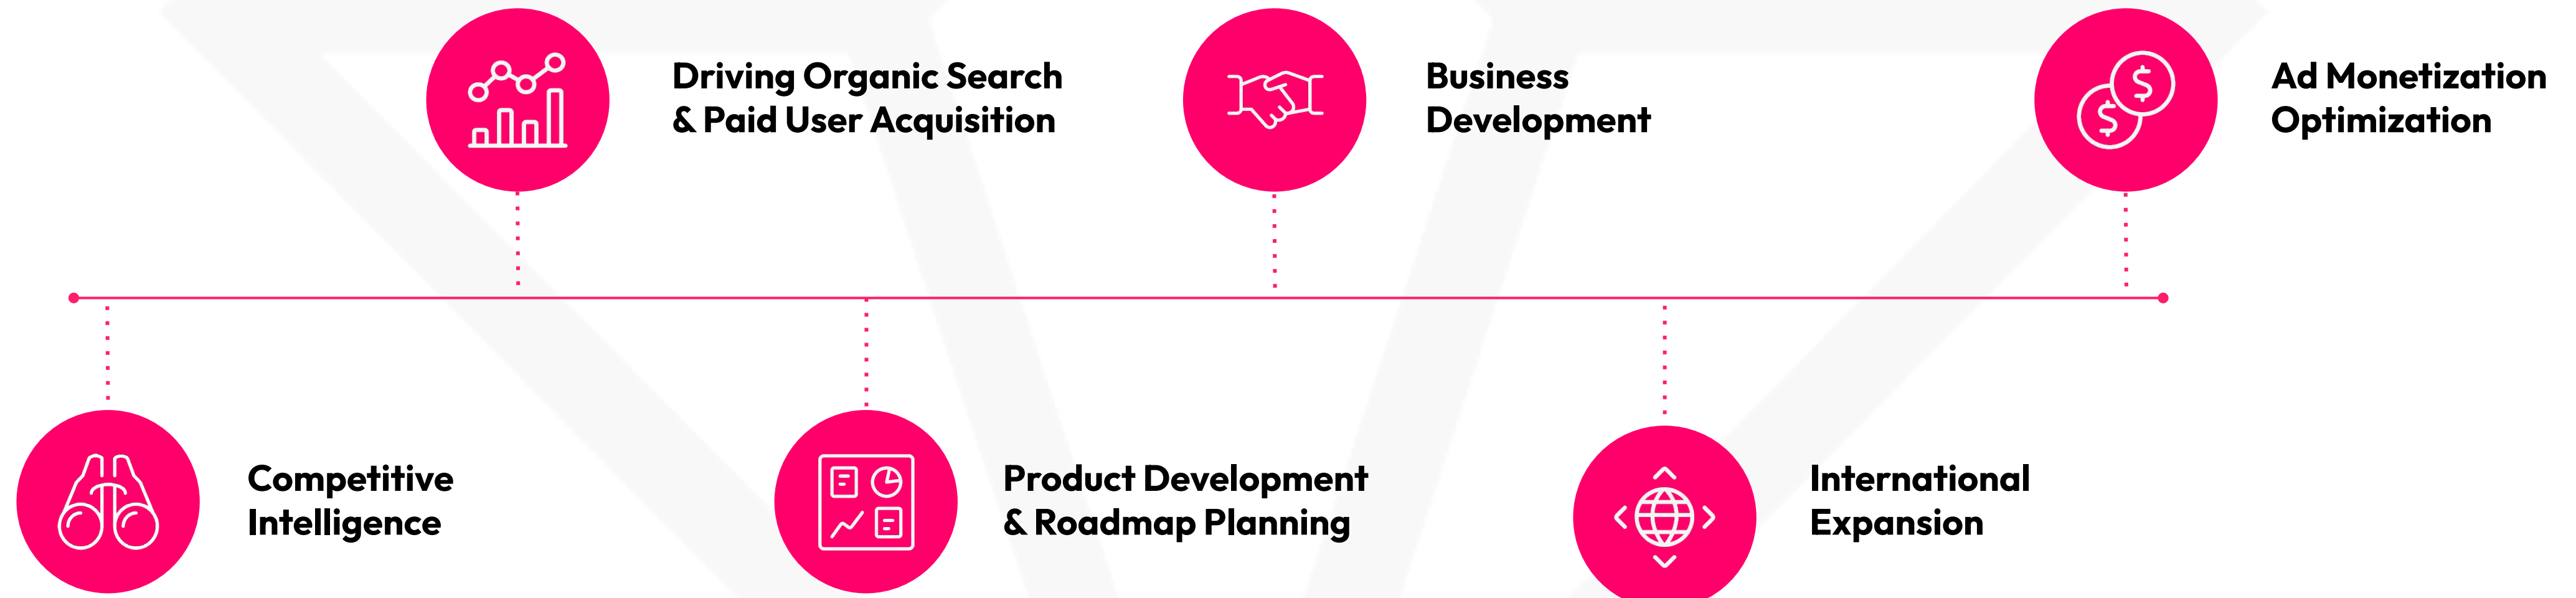 Driving Organic Search
& Paid User Acquisition
Business
Development
Ad Monetization
Optimization
Competitive
Intelligence
Product Development
& Roadmap Planning
International
Expansion